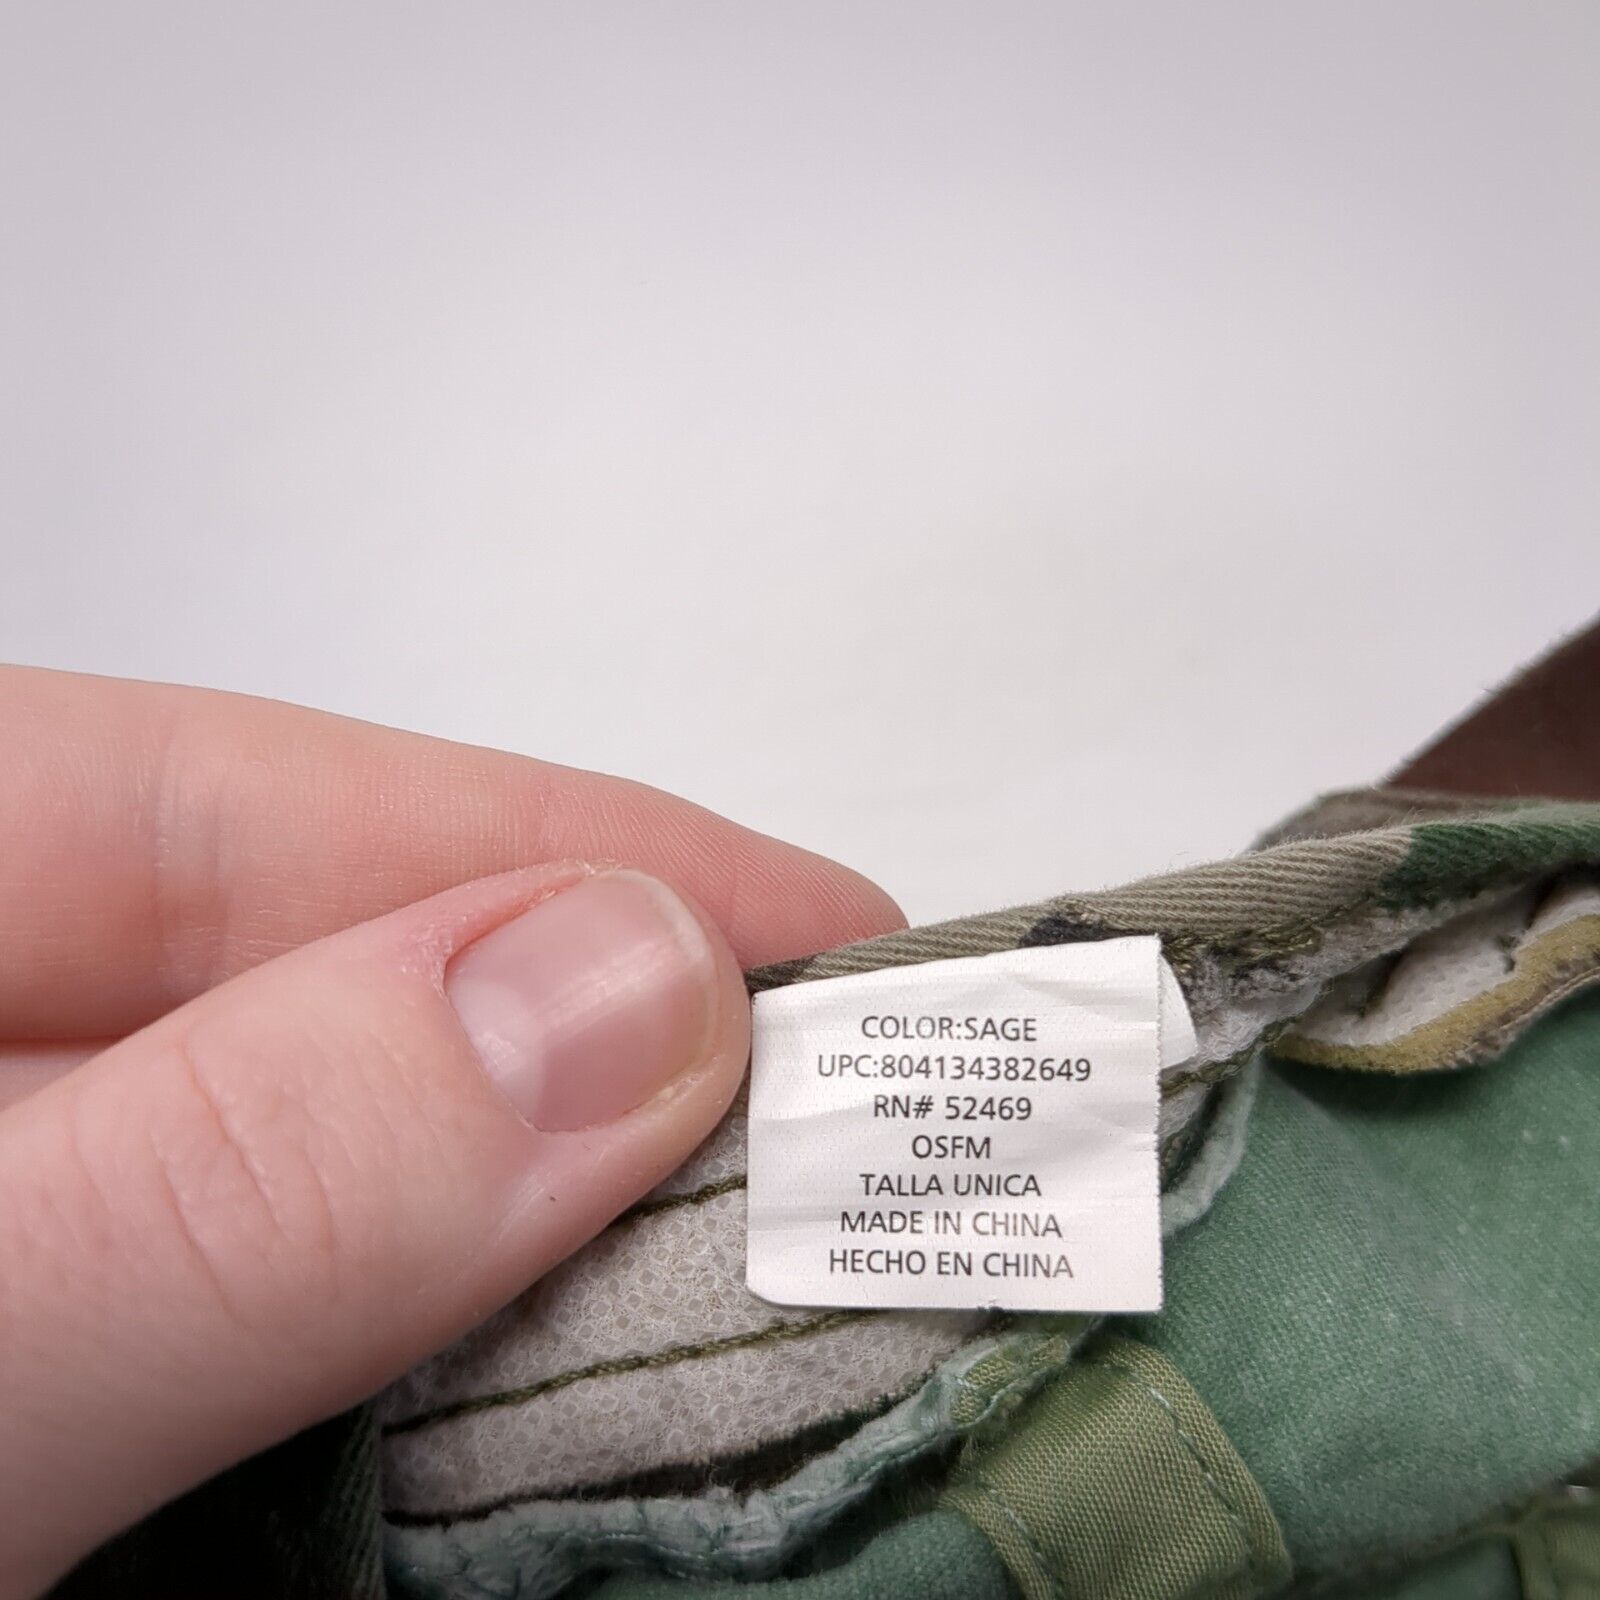 COLOR:SAGE
UPC:804134382649
RN# 52469
OSFM
TALLA UNICA
MADE IN CHINA
HECHO EN CHINA